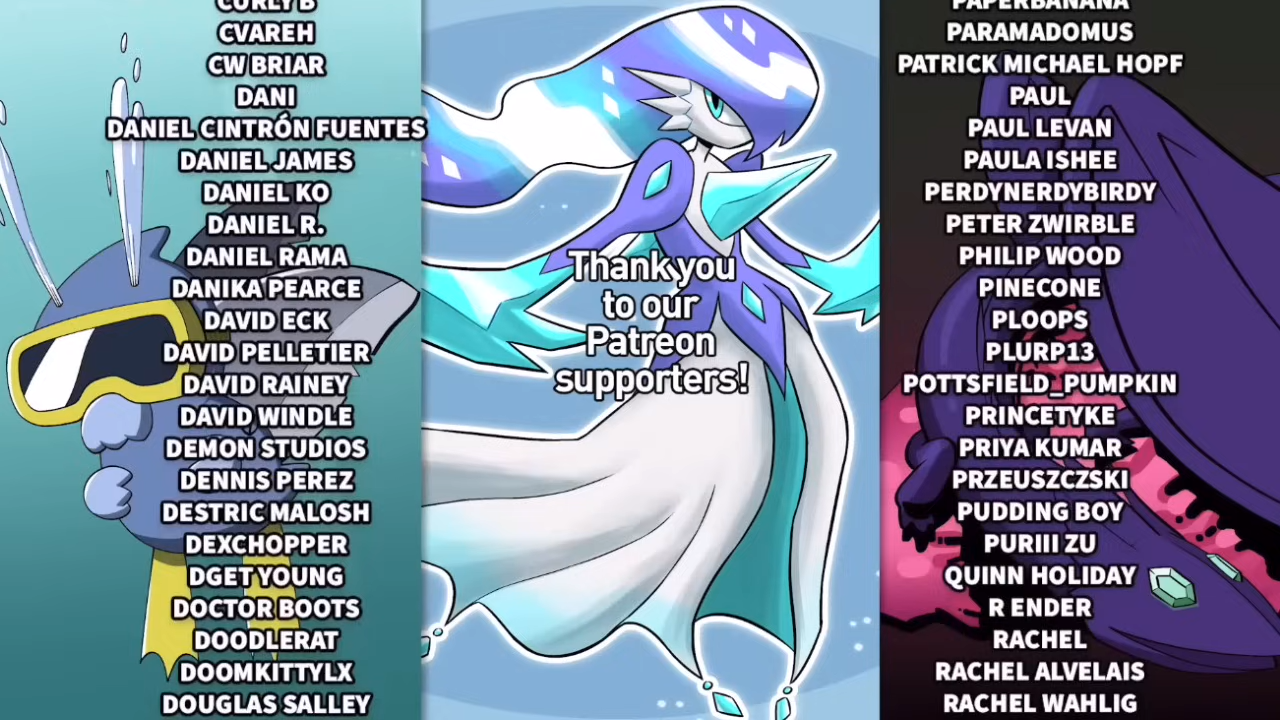 CURLY B
CVAREH
CW BRIAR
DANI
DANIEL CINTRÓN FUENTES
DANIEL JAMES
DANIEL KO
DANIEL R.
DANIEL RAMA
DANIKA PEARCE
DAVID ECK
DAVID PELLETIER
DAVID RAINEY
DAVID WINDLE
DEMON STUDIOS
DENNIS PEREZ
DESTRIC MALOSH
DEXCHOPPER
DGETYOUNG
DOCTOR BOOTS
DOODLERAT
DOOMKITTYLX
DOUGLAS SALLEY
Thank you
to our
Patreon
supporters!
PAPERBANANA
PARAMADOMUS
PATRICK MICHAEL HOPF
PAUL
PAUL LEVAN
PAULA ISHEE
PERDYNERDYBIRDY
PETER ZWIRBLE
PHILIP WOOD
PINECONE
PLOOPS
PLURP13
POTTSFIELD_PUMPKIN
PRINCETYKE
PRIYA KUMAR
PRZEUSZCZSKI
PUDDING BOY
PURIII ZU
QUINN HOLIDAY
R ENDER
RACHEL
RACHEL ALVELAIS
RACHEL WAHLIG